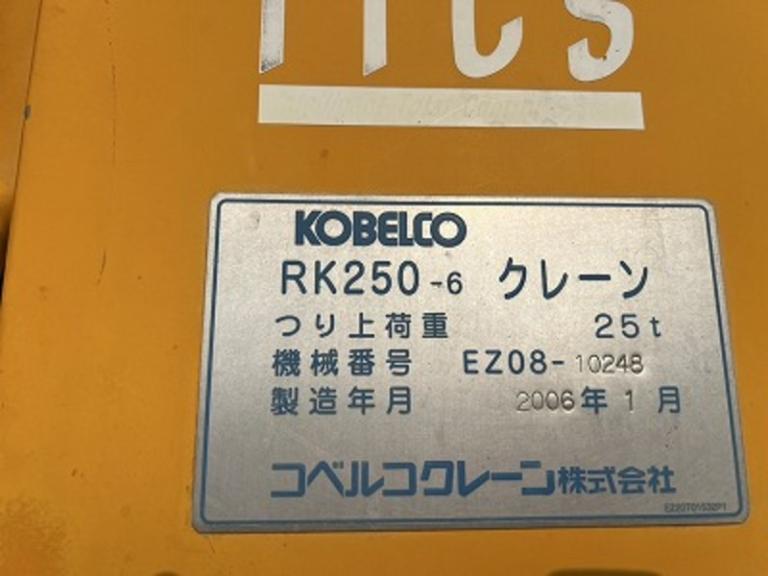 ITCS
KOBELCO
RK250-6 クレーン
つり上荷重 25t
機械番号 EZ08-10248
製造年月 2006年1月
コベルコクレーン株式会社